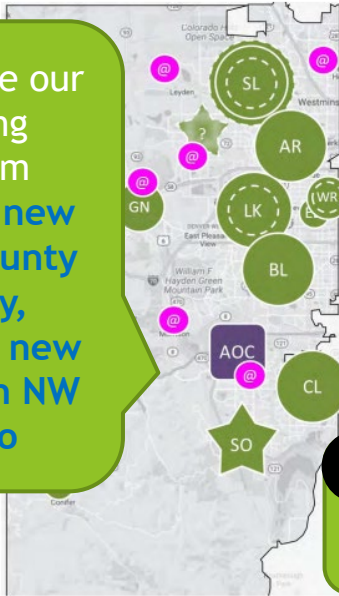 e our
ng
m
new
ounty
y,
new
n NW
o
Colorado H
Open Space
@
@
SL
Leyden
Westmins
?
@
AR
@
GN
LK
WR
East Pleasa
View
BL
William F
Hayden Green
Mountain Park
@
AOC
@
CL
SO
Conifer